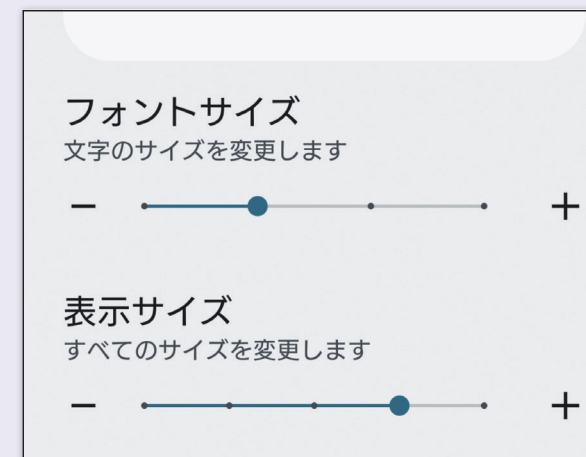 フォントサイズ
文字のサイズを変更します
− +
表示サイズ
すべてのサイズを変更します
− +